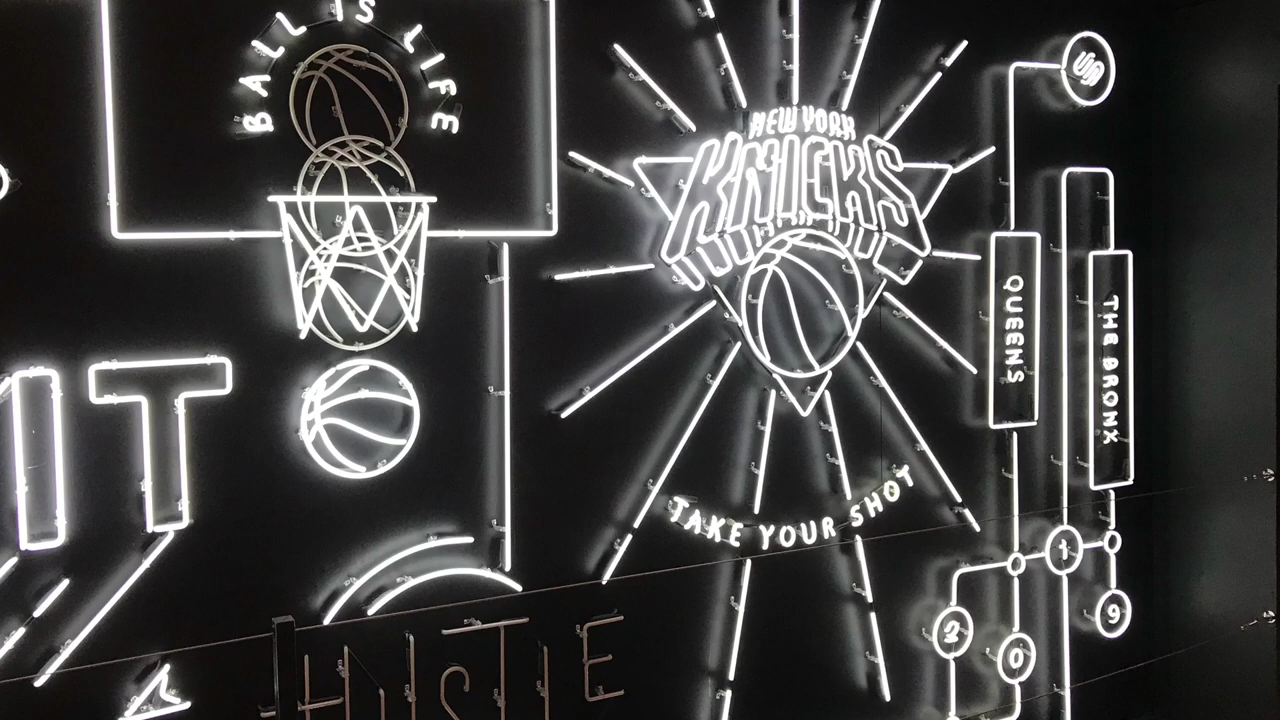 BALL IS LIFE
NEW YORK
KNICKS
QUEENS
THE BRONX
IT
TAKE YOUR SHOT
1
2
0
9
HUSTLE